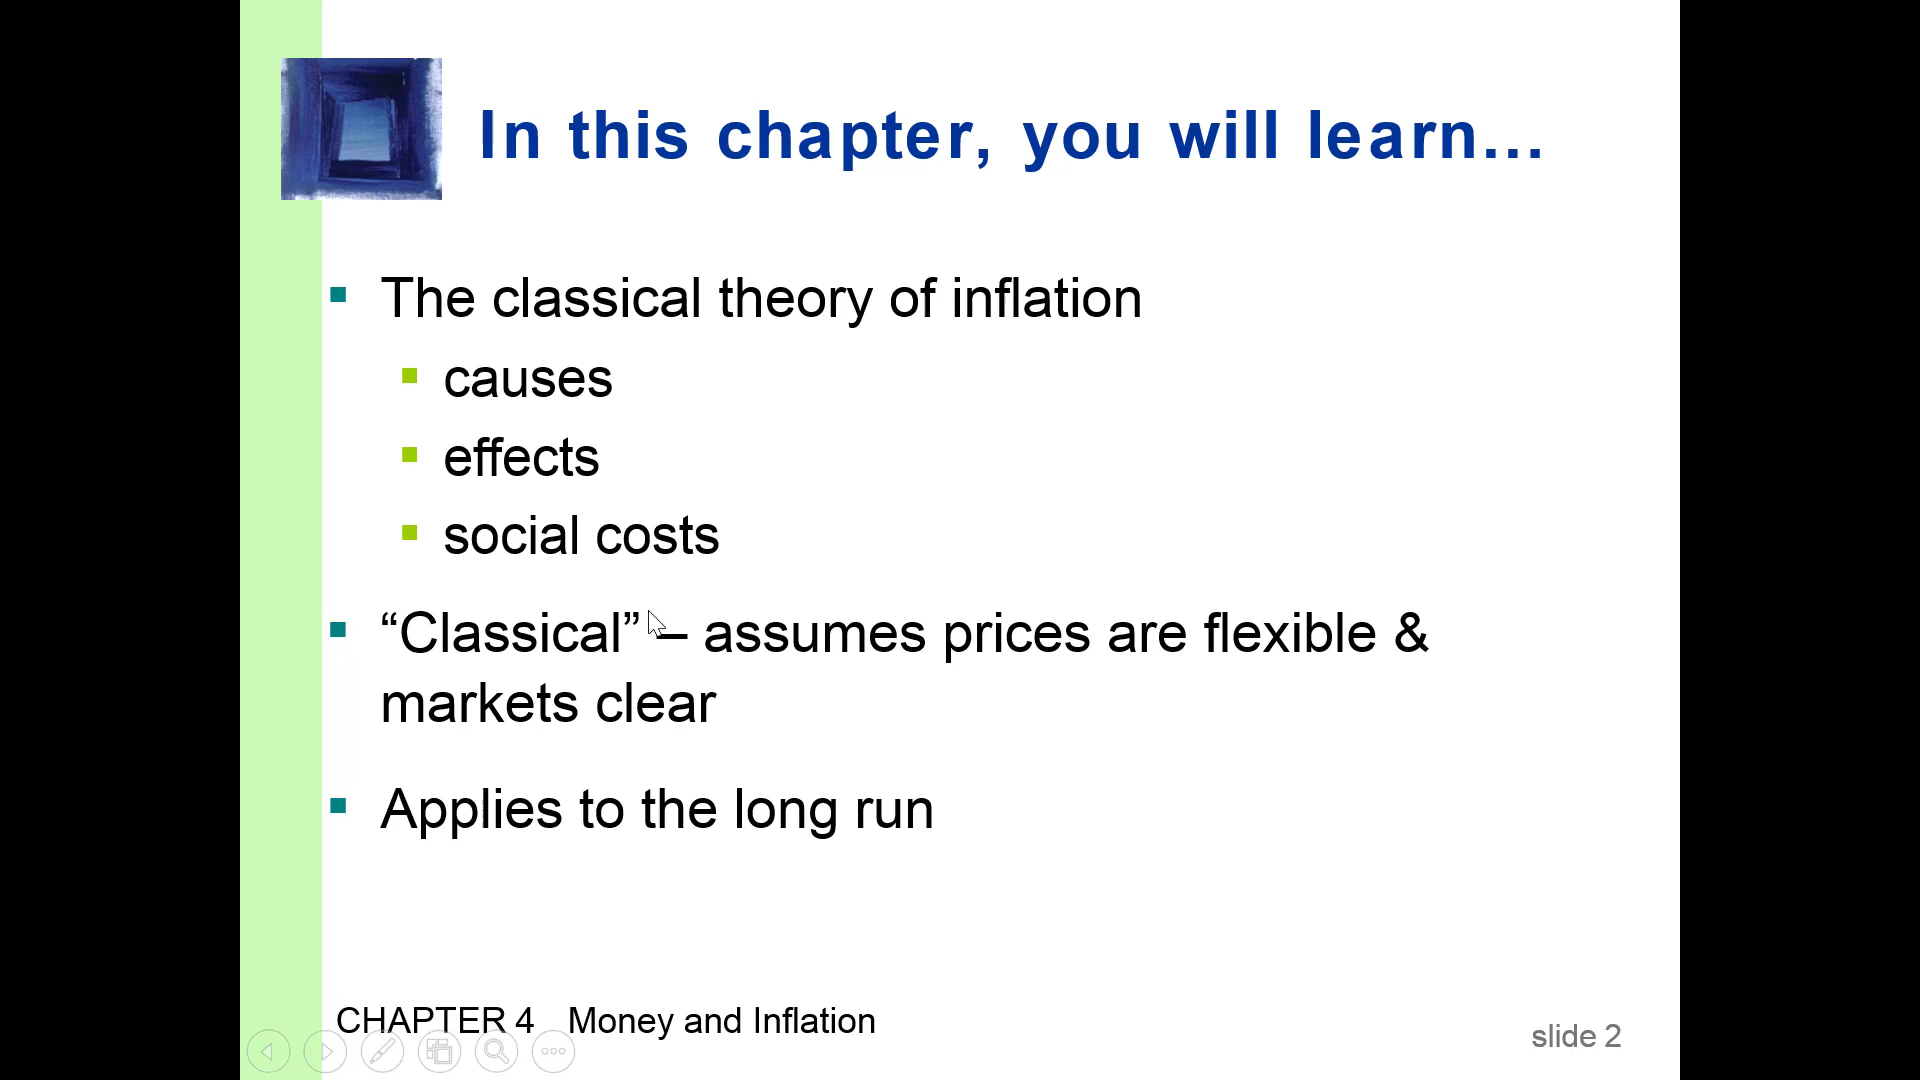 In this chapter, you will learn…
The classical theory of inflation
causes
effects
social costs
“Classical” – assumes prices are flexible &
markets clear
Applies to the long run
CHAPTER 4   Money and Inflation
slide 2